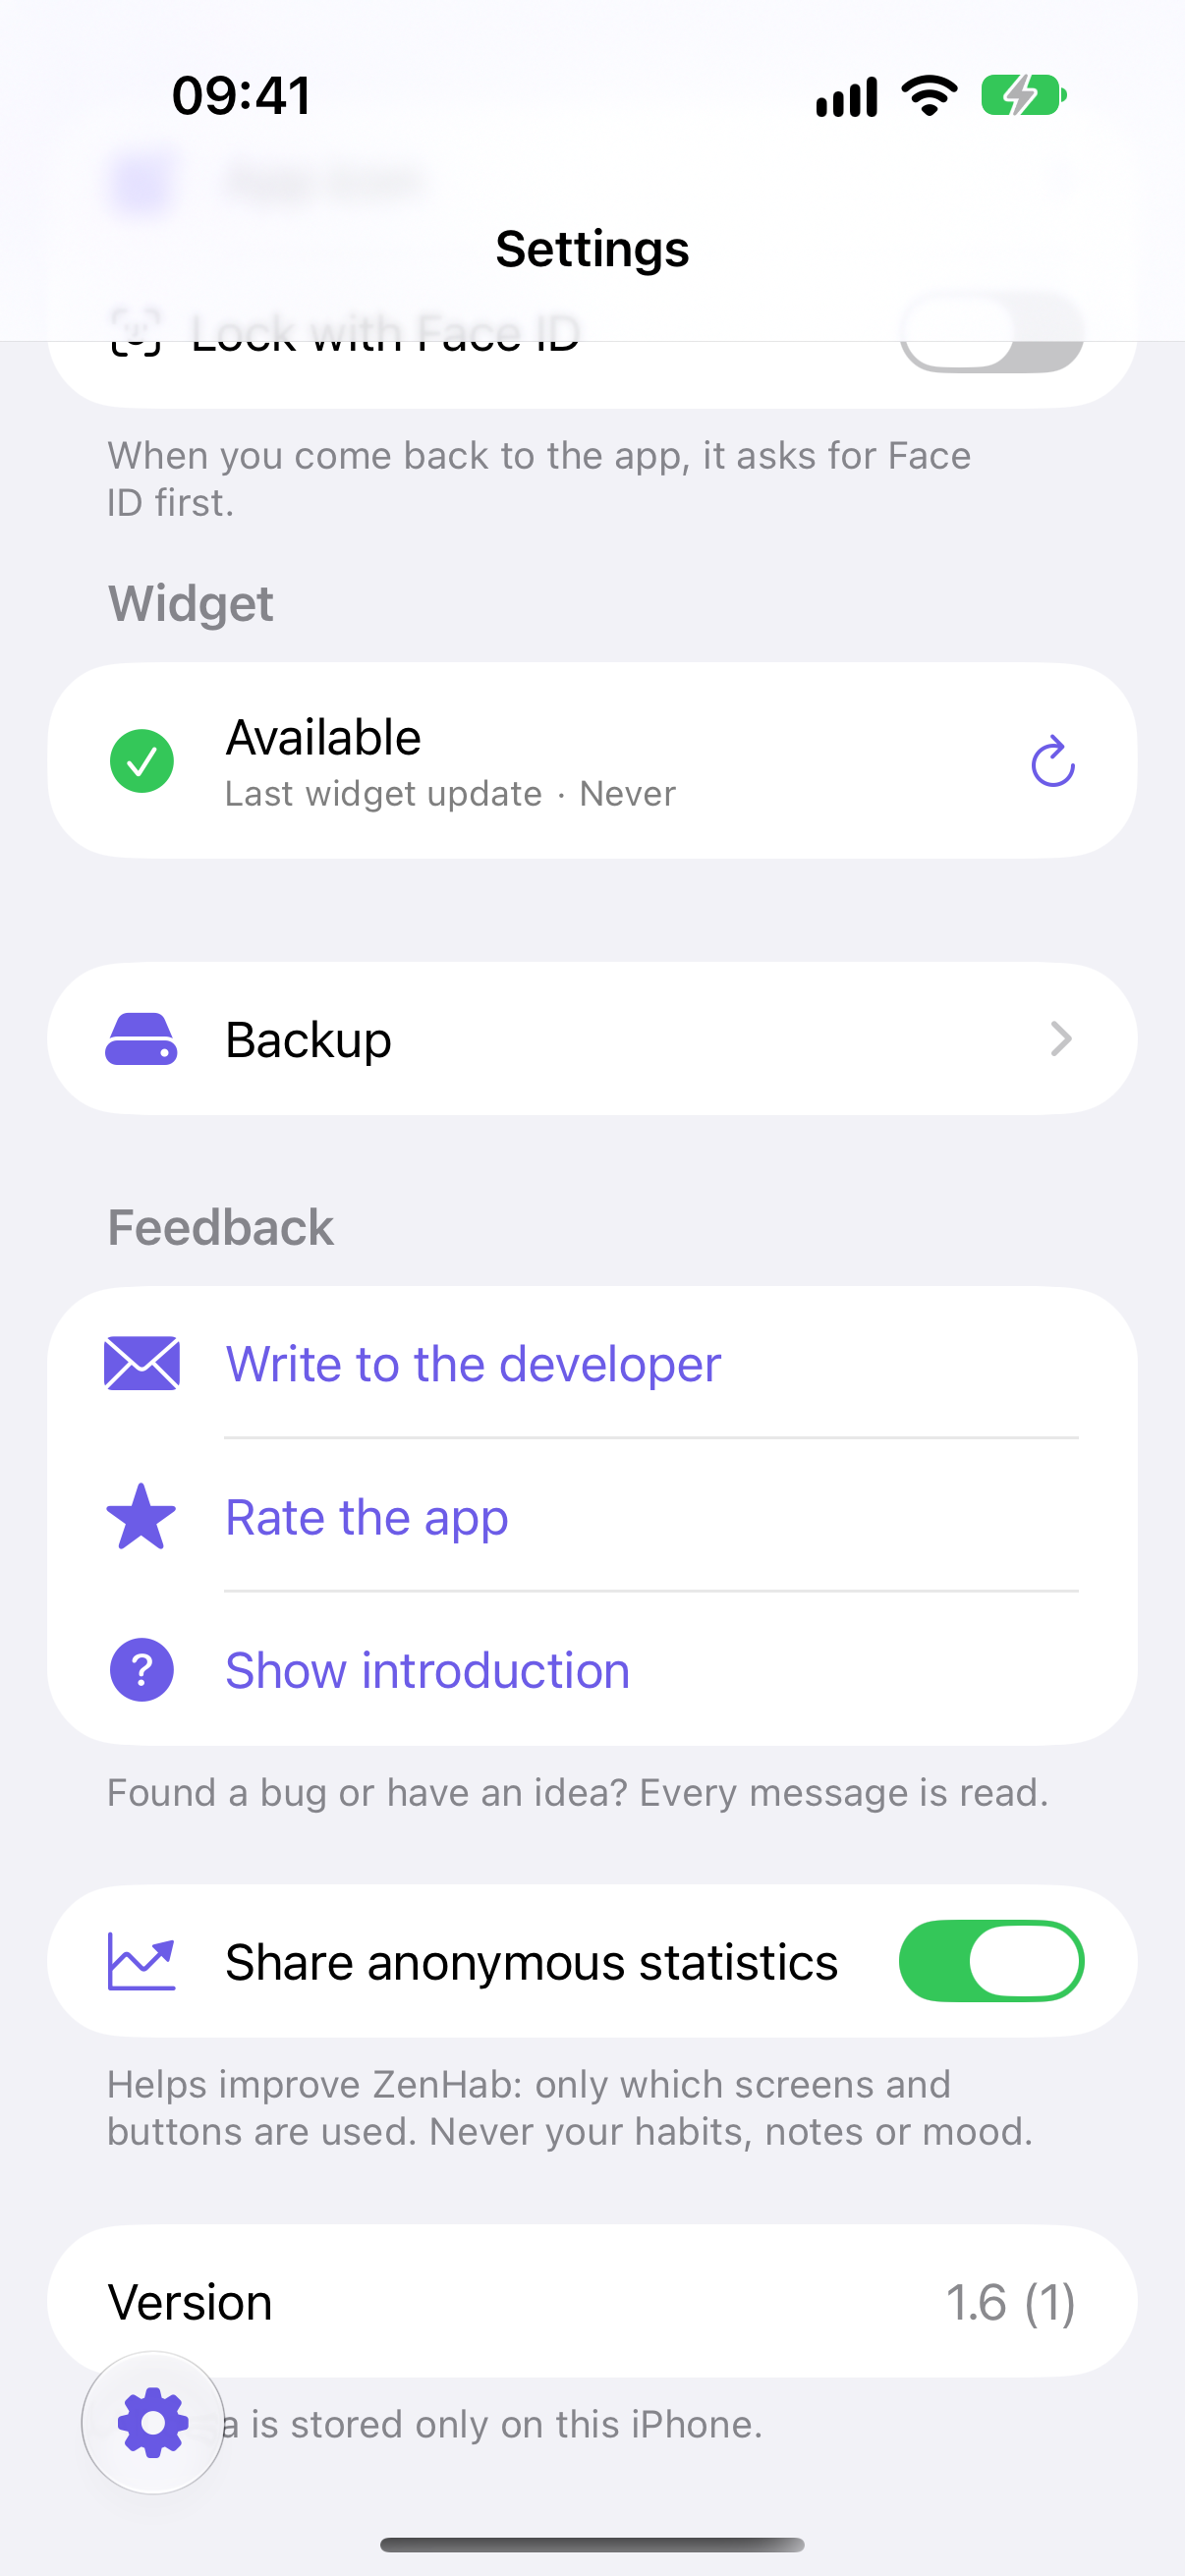 09:41
App icon
Settings
Lock with Face ID
When you come back to the app, it asks for Face
ID first.
Widget
Available
Last widget update · Never
Backup
Feedback
Write to the developer
Rate the app
Show introduction
Found a bug or have an idea? Every message is read.
Share anonymous statistics
Helps improve ZenHab: only which screens and
buttons are used. Never your habits, notes or mood.
Version 1.6 (1)
is stored only on this iPhone.